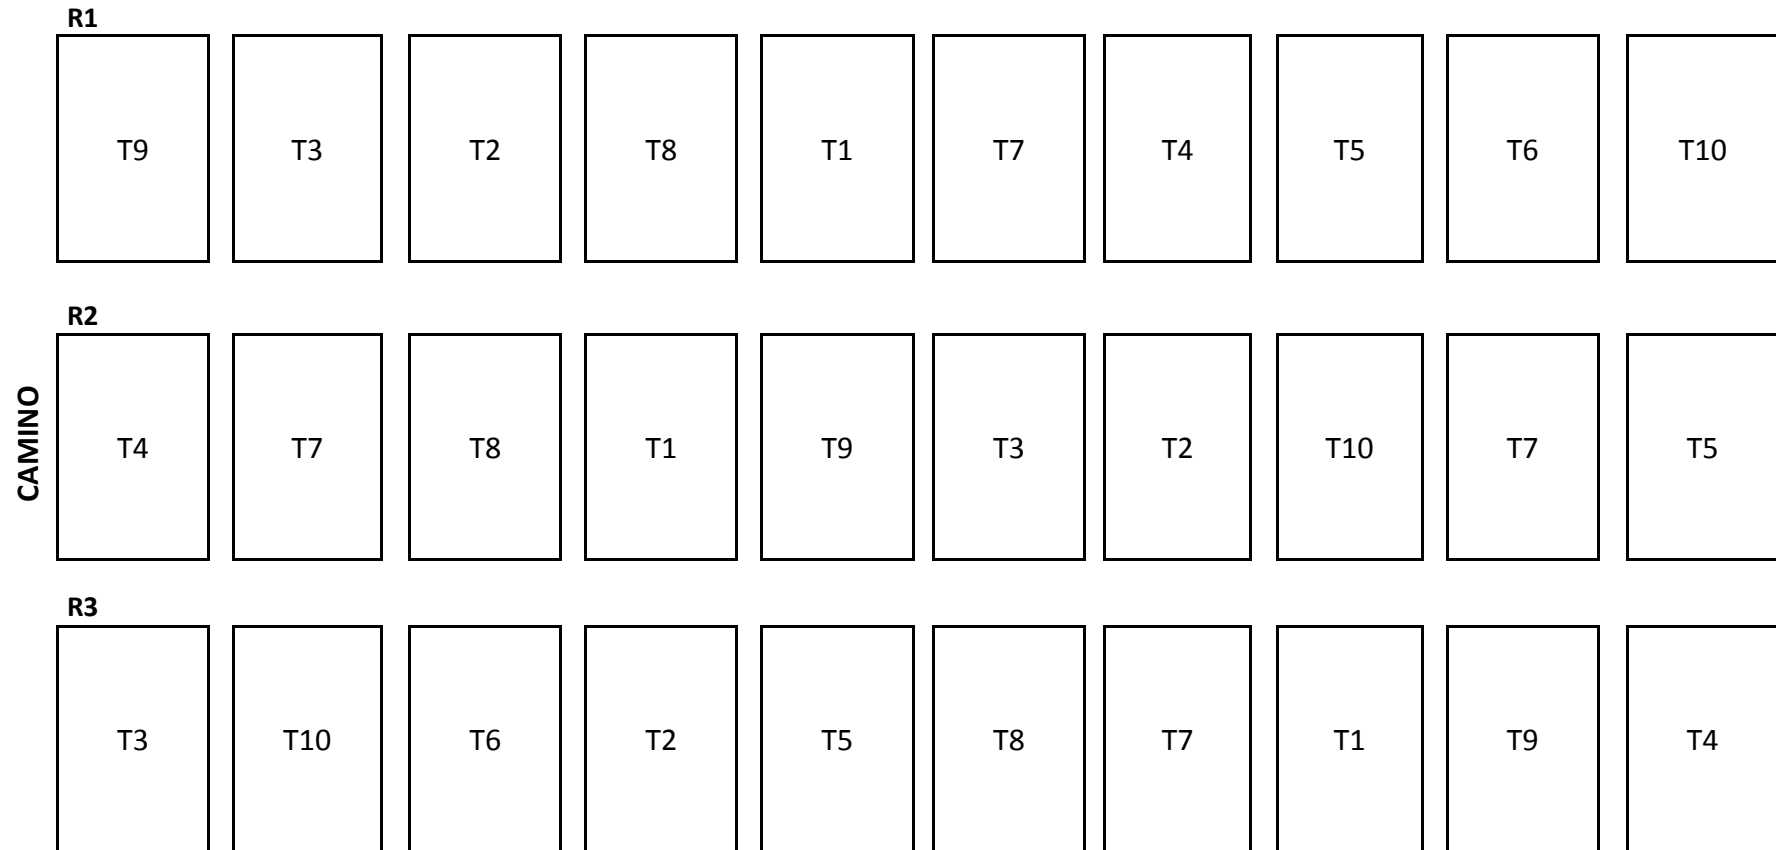 R1
T9 T3 T2 T8 T1 T7 T4 T5 T6 T10
R2
CAMINO
T4 T7 T8 T1 T9 T3 T2 T10 T7 T5
R3
T3 T10 T6 T2 T5 T8 T7 T1 T9 T4